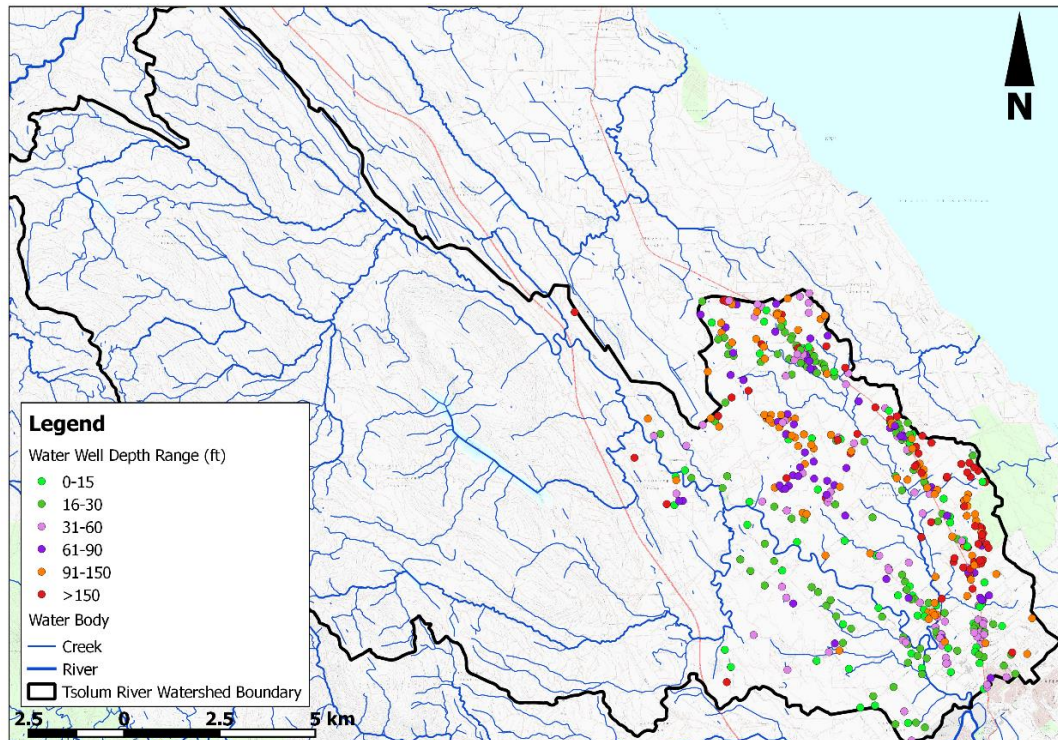 N
Legend
Water Well Depth Range (ft)
0-15
16-30
31-60
61-90
91-150
>150
Water Body
Creek
River
Tsolum River Watershed Boundary
2.5 0 2.5 5 km